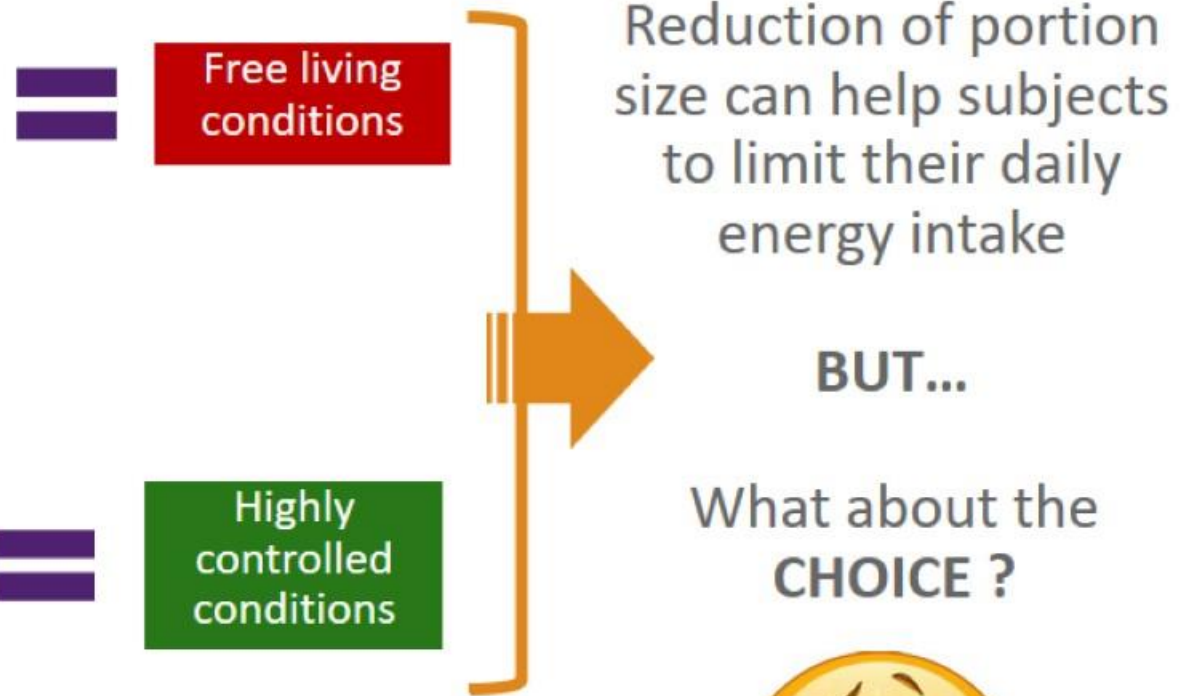 Free living
conditions
Reduction of portion
size can help subjects
to limit their daily
energy intake
BUT...
Highly
controlled
conditions
What about the
CHOICE ?